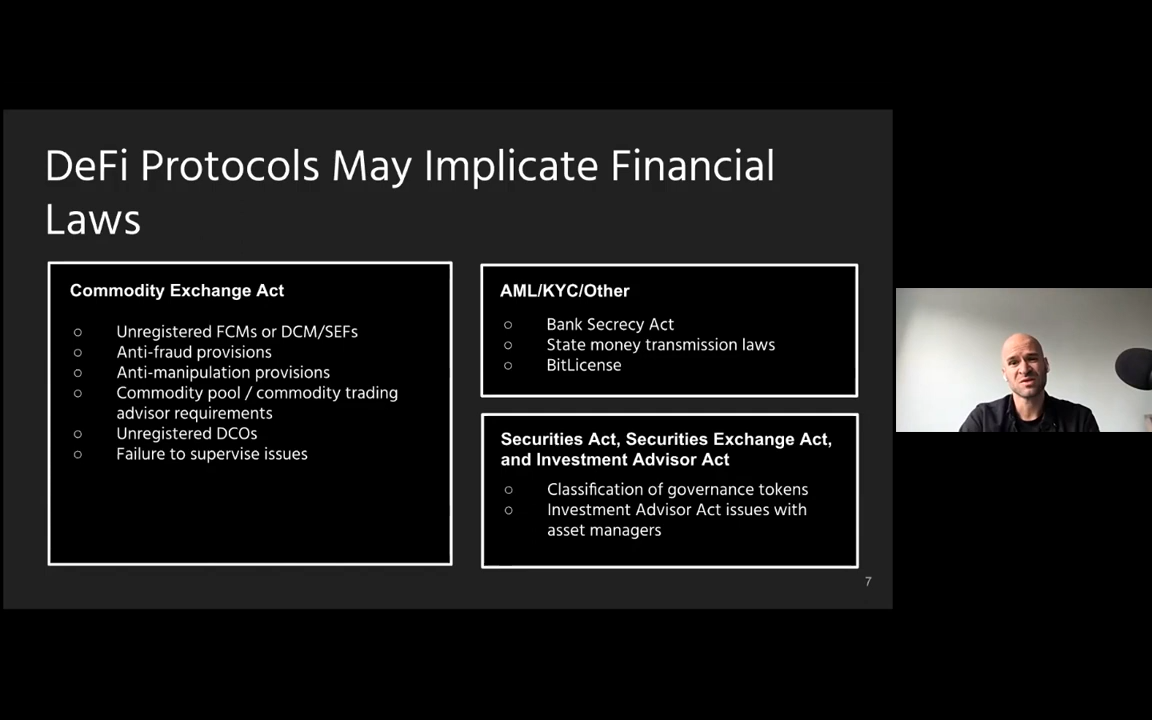 DeFi Protocols May Implicate Financial
Laws
Commodity Exchange Act
○ Unregistered FCMs or DCM/SEFs
○ Anti-fraud provisions
○ Anti-manipulation provisions
○ Commodity pool / commodity trading
advisor requirements
○ Unregistered DCOs
○ Failure to supervise issues
AML/KYC/Other
○ Bank Secrecy Act
○ State money transmission laws
○ BitLicense
Securities Act, Securities Exchange Act,
and Investment Advisor Act
○ Classification of governance tokens
○ Investment Advisor Act issues with
asset managers
7